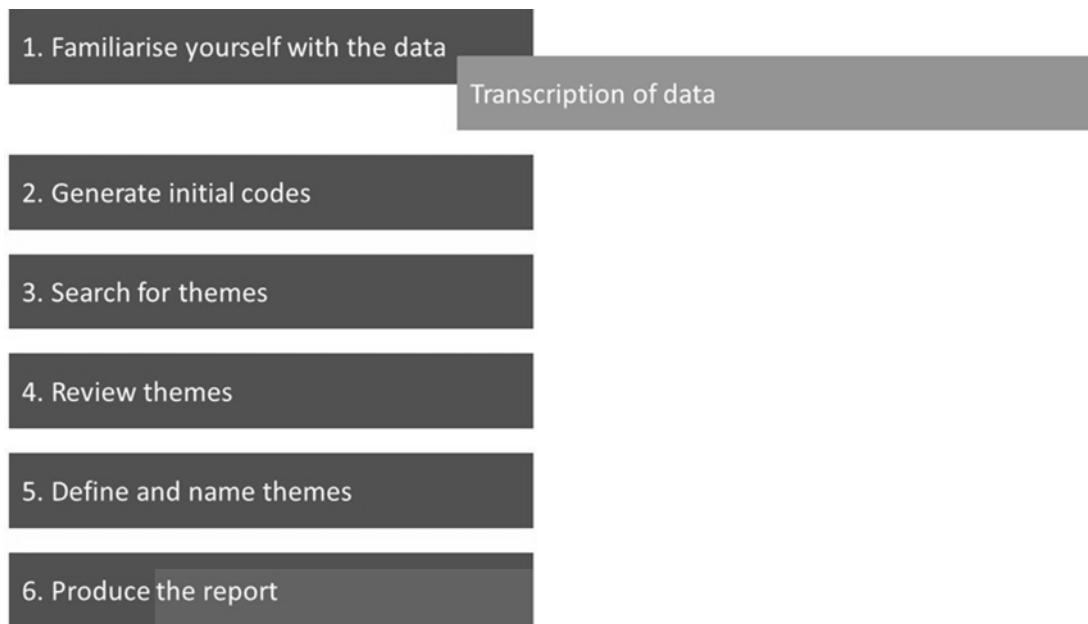 1. Familiarise yourself with the data
Transcription of data
2. Generate initial codes
3. Search for themes
4. Review themes
5. Define and name themes
6. Produce the report